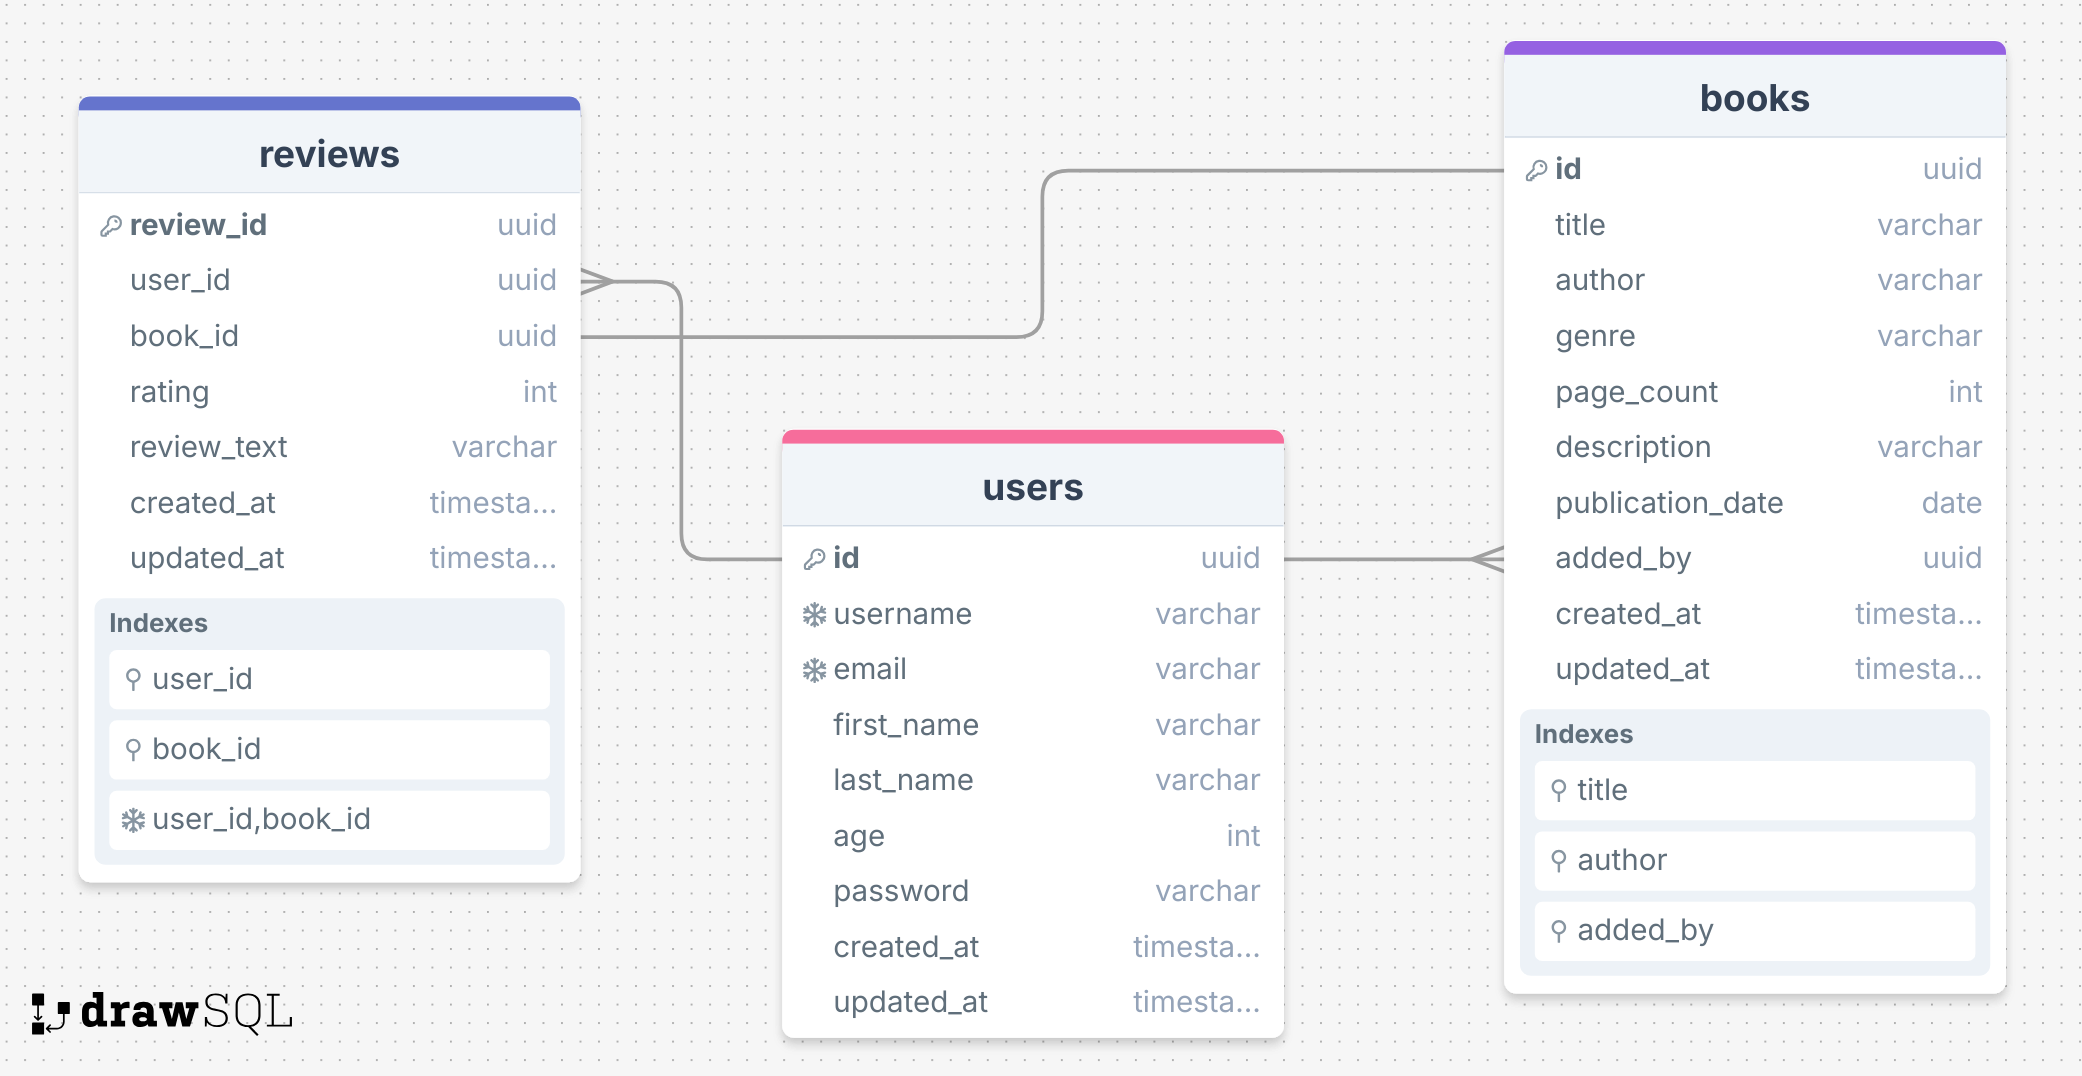 reviews
review_id uuid
user_id uuid
book_id uuid
rating int
review_text varchar
created_at timesta...
updated_at timesta...
Indexes
user_id
book_id
user_id,book_id
users
id uuid
username varchar
email varchar
first_name varchar
last_name varchar
age int
password varchar
created_at timesta...
updated_at timesta...
books
id uuid
title varchar
author varchar
genre varchar
page_count int
description varchar
publication_date date
added_by uuid
created_at timesta...
updated_at timesta...
Indexes
title
author
added_by
drawSQL